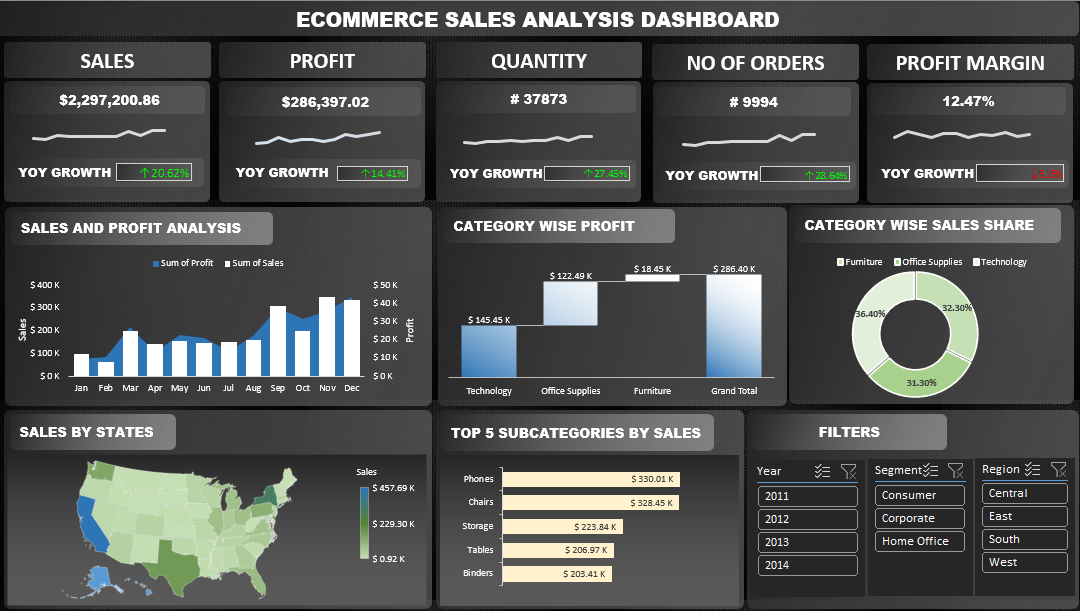 ECOMMERCE SALES ANALYSIS DASHBOARD
SALES
$2,297,200.86
YOY GROWTH ↑20.62%
PROFIT
$286,397.02
YOY GROWTH ↑14.41%
QUANTITY
# 37873
YOY GROWTH ↑27.45%
NO OF ORDERS
# 9994
YOY GROWTH ↑28.64%
PROFIT MARGIN
12.47%
YOY GROWTH
SALES AND PROFIT ANALYSIS
Sum of Profit Sum of Sales
Sales
$ 400 K
$ 300 K
$ 200 K
$ 100 K
$ 0 K
$ 50 K
$ 40 K
$ 30 K
$ 20 K
$ 10 K
$ 0 K
Profit
Jan Feb Mar Apr May Jun Jul Aug Sep Oct Nov Dec
CATEGORY WISE PROFIT
$ 145.45 K
$ 122.49 K
$ 18.45 K
$ 286.40 K
Technology Office Supplies Furniture Grand Total
CATEGORY WISE SALES SHARE
Furniture Office Supplies Technology
36.40%
32.30%
31.30%
SALES BY STATES
Sales
$ 457.69 K
$ 229.30 K
$ 0.92 K
TOP 5 SUBCATEGORIES BY SALES
Phones $ 330.01 K
Chairs $ 328.45 K
Storage $ 223.84 K
Tables $ 206.97 K
Binders $ 203.41 K
FILTERS
Year
2011
2012
2013
2014
Segment
Consumer
Corporate
Home Office
Region
Central
East
South
West